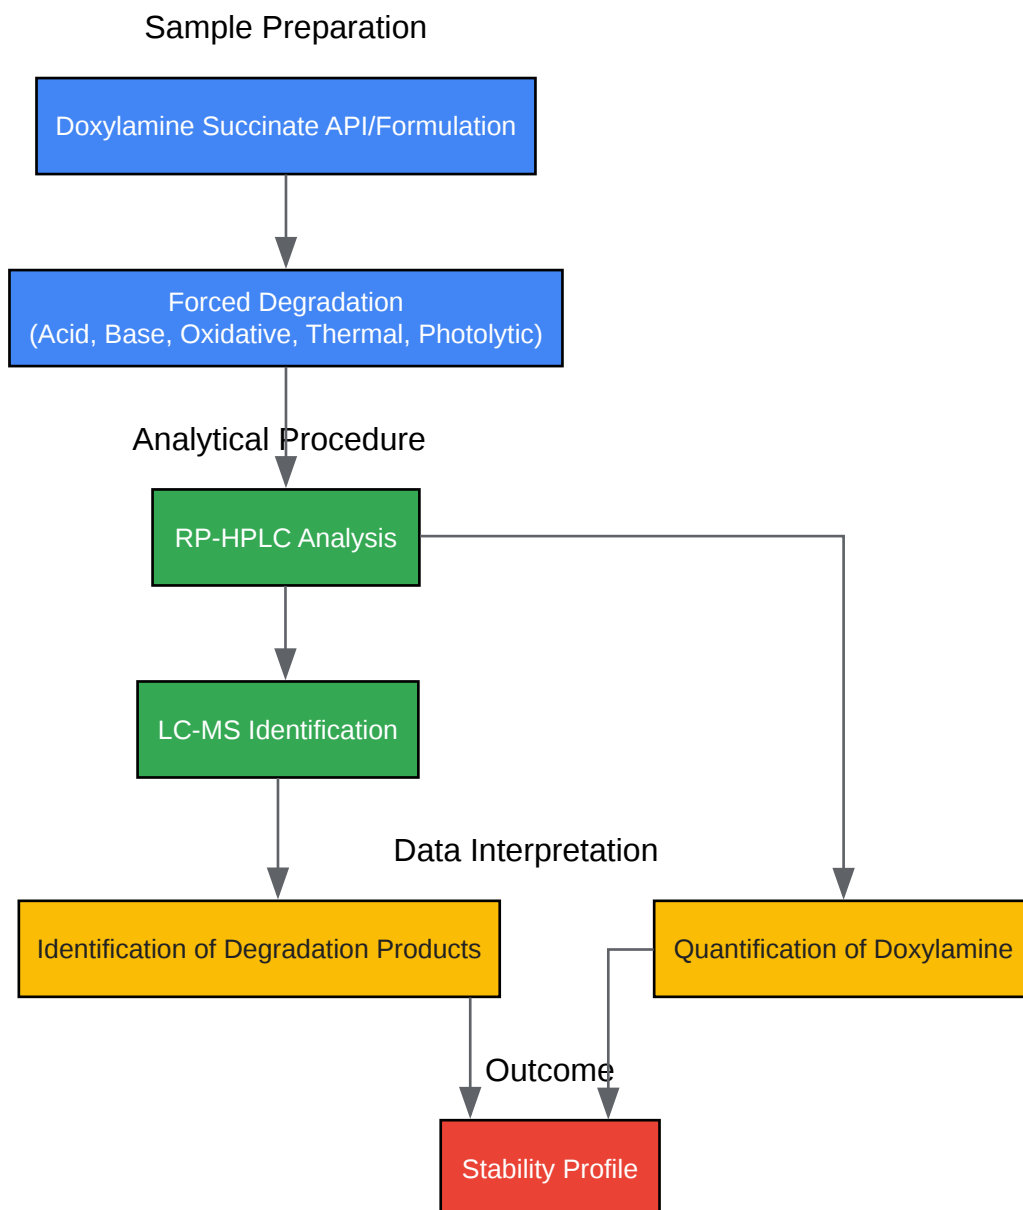 Sample Preparation
Doxylamine Succinate API/Formulation
Forced Degradation
(Acid, Base, Oxidative, Thermal, Photolytic)
Analytical Procedure
RP-HPLC Analysis
LC-MS Identification
Data Interpretation
Identification of Degradation Products
Quantification of Doxylamine
Outcome
Stability Profile